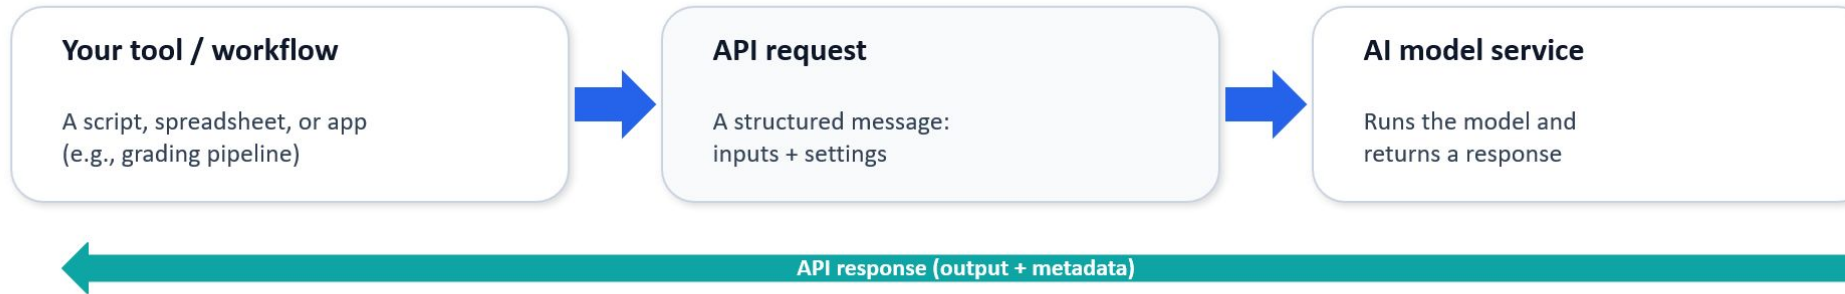 Your tool / workflow
A script, spreadsheet, or app
(e.g., grading pipeline)
API request
A structured message:
inputs + settings
AI model service
Runs the model and
returns a response
API response (output + metadata)